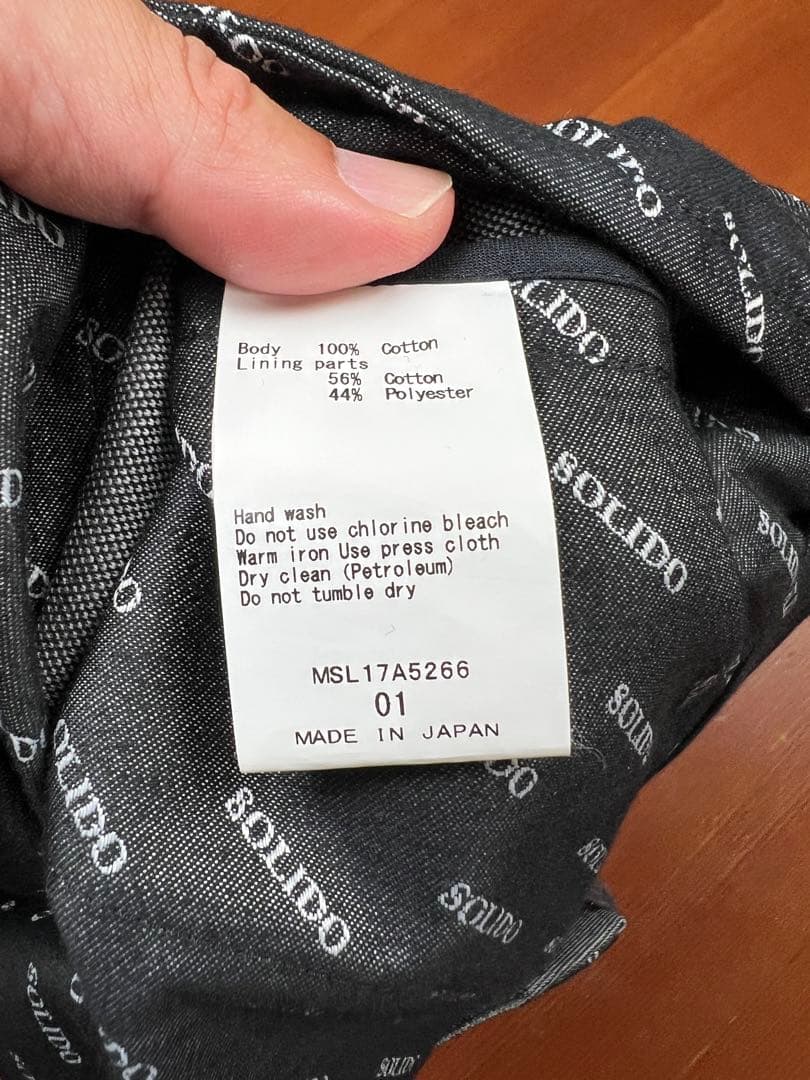 SOLIDO
Body 100% Cotton
Lining parts
56% Cotton
44% Polyester
SOLIDO
Hand wash
Do not use chlorine bleach
Warm iron Use press cloth
Dry clean (Petroleum)
Do not tumble dry
MSL17A5266
01
MADE IN JAPAN
SOLIDO
SOLIDO
SOLIDO